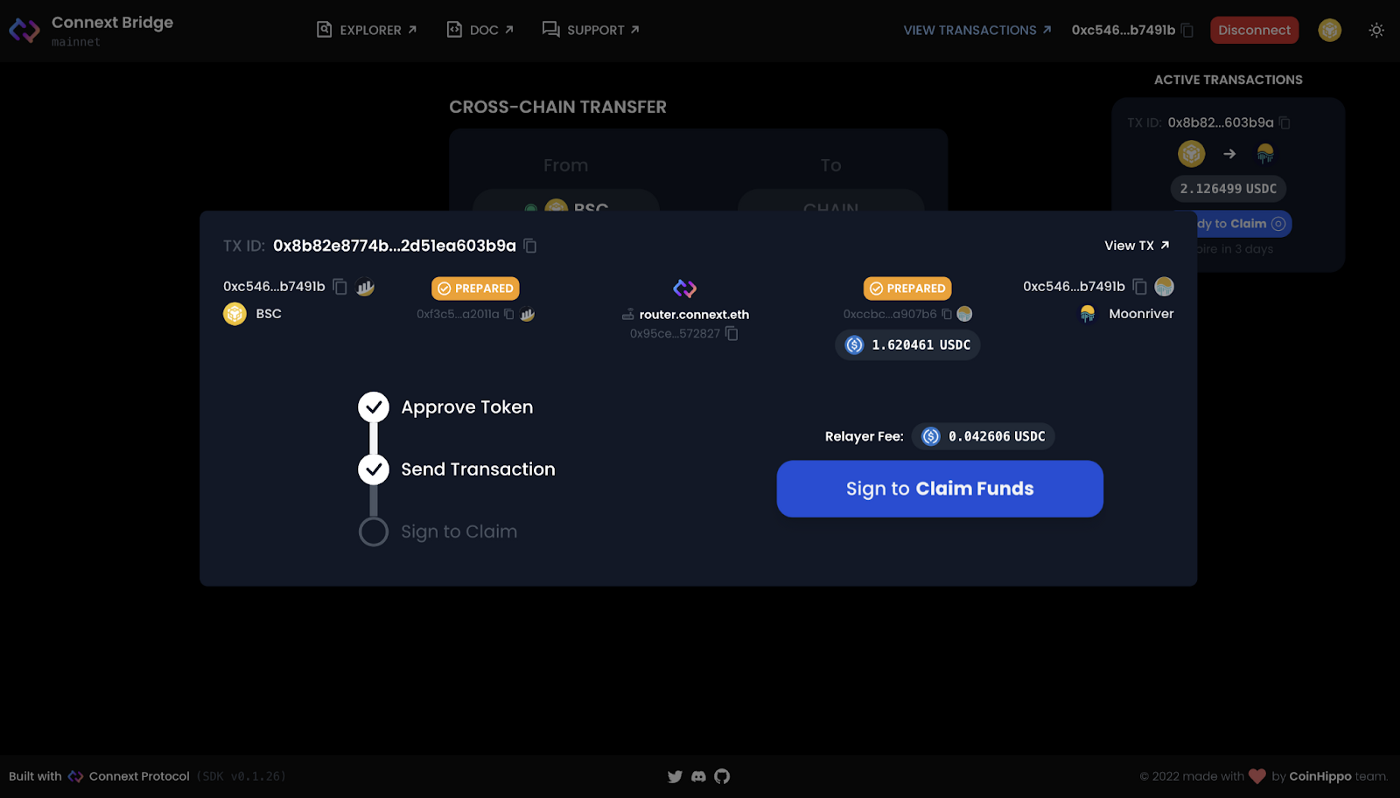 Connext Bridge
mainnet
EXPLORER
DOC
SUPPORT
VIEW TRANSACTIONS
0xc546...b7491b
Disconnect
ACTIVE TRANSACTIONS
TX ID: 0x8b82...603b9a
2.126499 USDC
dy to Claim
ire in 3 days
CROSS-CHAIN TRANSFER
From
To
BSC
CHAIN
TX ID: 0x8b82e8774b...2d51ea603b9a
View TX
0xc546...b7491b
BSC
PREPARED
0xf3c5...a2011a
router.connext.eth
0x95ce...572827
PREPARED
0xccbc...a907b6
1.620461 USDC
0xc546...b7491b
Moonriver
Approve Token
Send Transaction
Sign to Claim
Relayer Fee: 0.042606 USDC
Sign to Claim Funds
Built with Connext Protocol (SDK v0.1.26)
© 2022 made with by CoinHippo team.